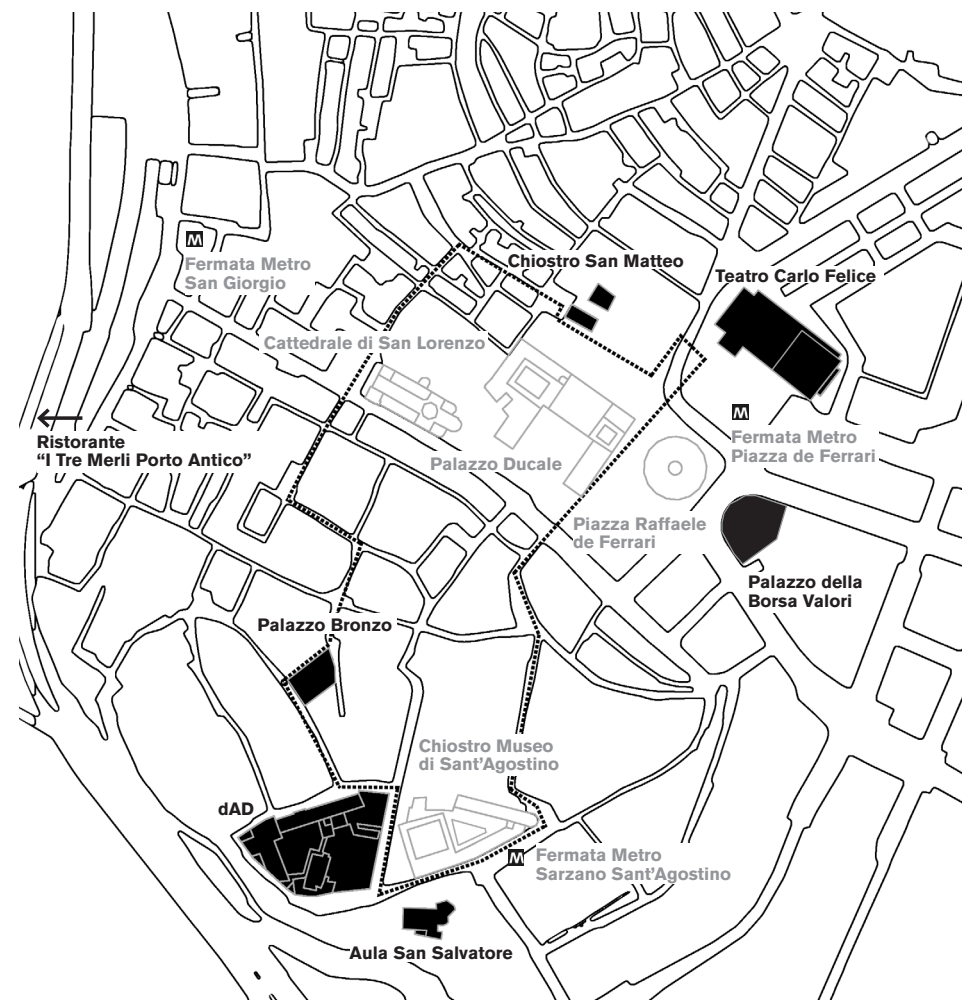 Chiostro San Matteo
M
Fermata Metro
San Giorgio
Teatro Carlo Felice
Cattedrale di San Lorenzo
Ristorante
“I Tre Merli Porto Antico”
M
Fermata Metro
Piazza de Ferrari
Palazzo Ducale
Piazza Raffaele
de Ferrari
Palazzo della
Borsa Valori
Palazzo Bronzo
Chiostro Museo
di Sant’Agostino
dAD
M
Fermata Metro
Sarzano Sant’Agostino
Aula San Salvatore